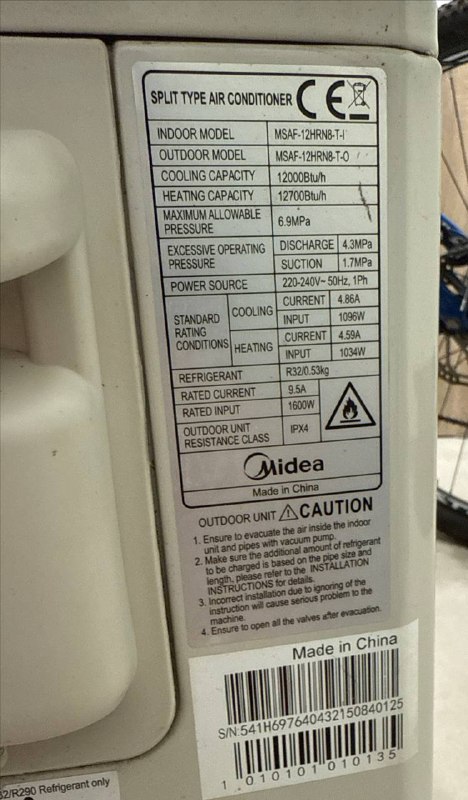 SPLIT TYPE AIR CONDITIONER CE
INDOOR MODEL MSAF-12HRN8-T-I
OUTDOOR MODEL MSAF-12HRN8-T-O
COOLING CAPACITY 12000Btu/h
HEATING CAPACITY 12700Btu/h
MAXIMUM ALLOWABLE
PRESSURE 6.9MPa
EXCESSIVE OPERATING
PRESSURE
DISCHARGE 4.3MPa
SUCTION 1.7MPa
POWER SOURCE 220-240V~ 50Hz, 1Ph
STANDARD
RATING
CONDITIONS
COOLING
CURRENT 4.86A
INPUT 1096W
HEATING
CURRENT 4.59A
INPUT 1034W
REFRIGERANT R32/0.53kg
RATED CURRENT 9.5A
RATED INPUT 1600W
OUTDOOR UNIT
RESISTANCE CLASS IPX4
Midea
Made in China
OUTDOOR UNIT CAUTION
1. Ensure to evacuate the air inside the indoor
unit and pipes with vacuum pump.
2. Make sure the additional amount of refrigerant
to be charged is based on the pipe size and
length, please refer to the INSTALLATION
INSTRUCTIONS for details.
3. Incorrect installation due to ignoring of the
instruction will cause serious problem to the
machine.
4. Ensure to open all the valves after evacuation.
Made in China
S/N:541H697640432150840125
1 010101 010135
/R290 Refrigerant only